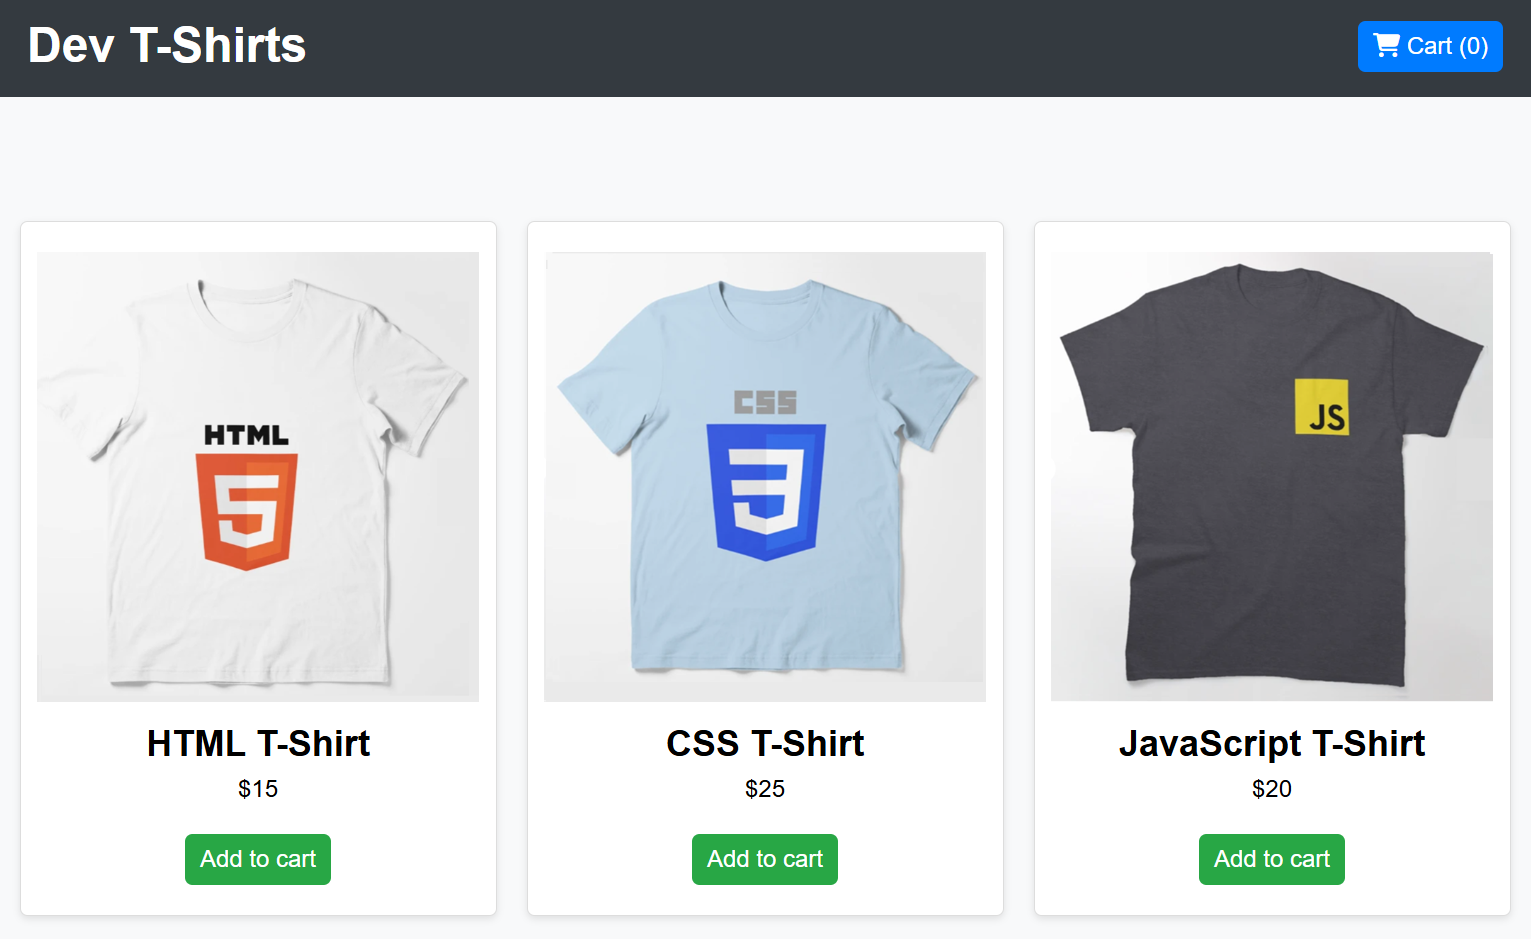 Dev T-Shirts
Cart (0)
HTML
5
CSS
3
JS
HTML T-Shirt
$15
Add to cart
CSS T-Shirt
$25
Add to cart
JavaScript T-Shirt
$20
Add to cart